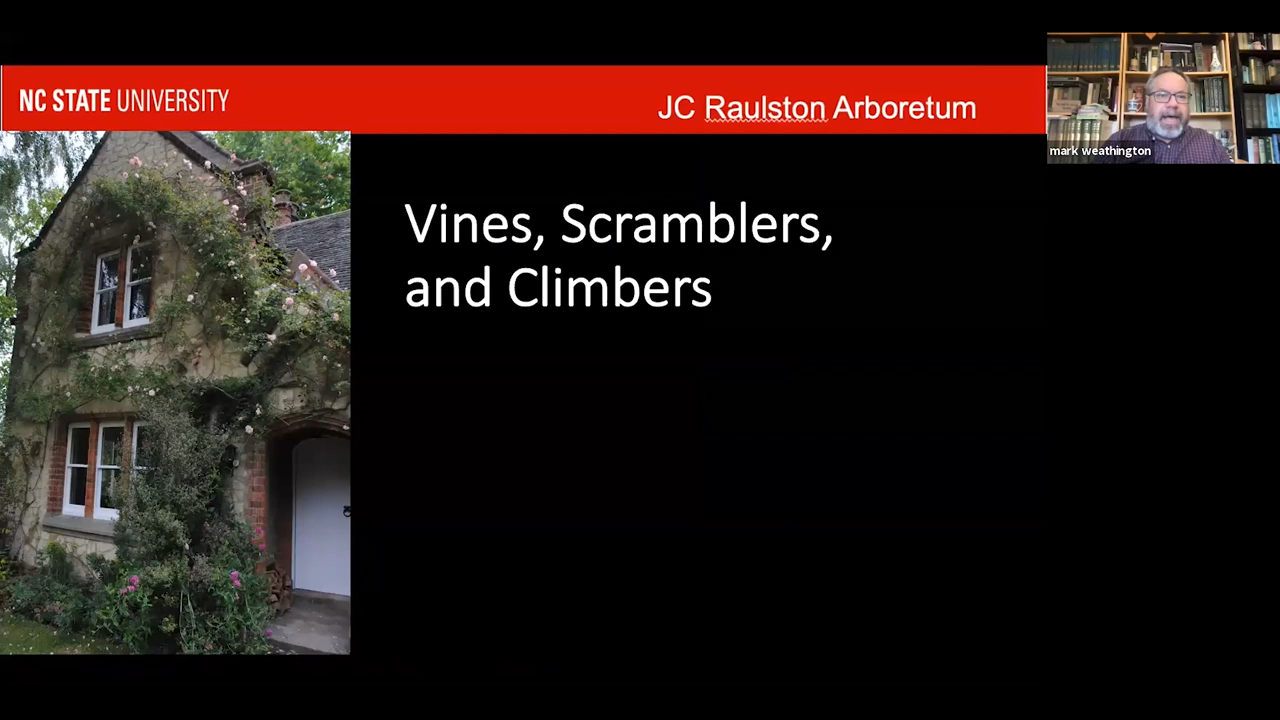 NC STATE UNIVERSITY
JC Raulston Arboretum
mark weathington
Vines, Scramblers,
and Climbers